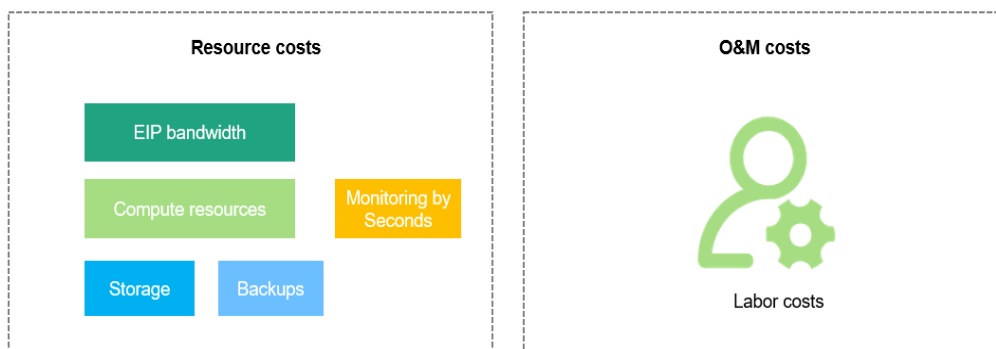 Resource costs
EIP bandwidth
Compute resources
Monitoring by
Seconds
Storage
Backups
O&M costs
Labor costs